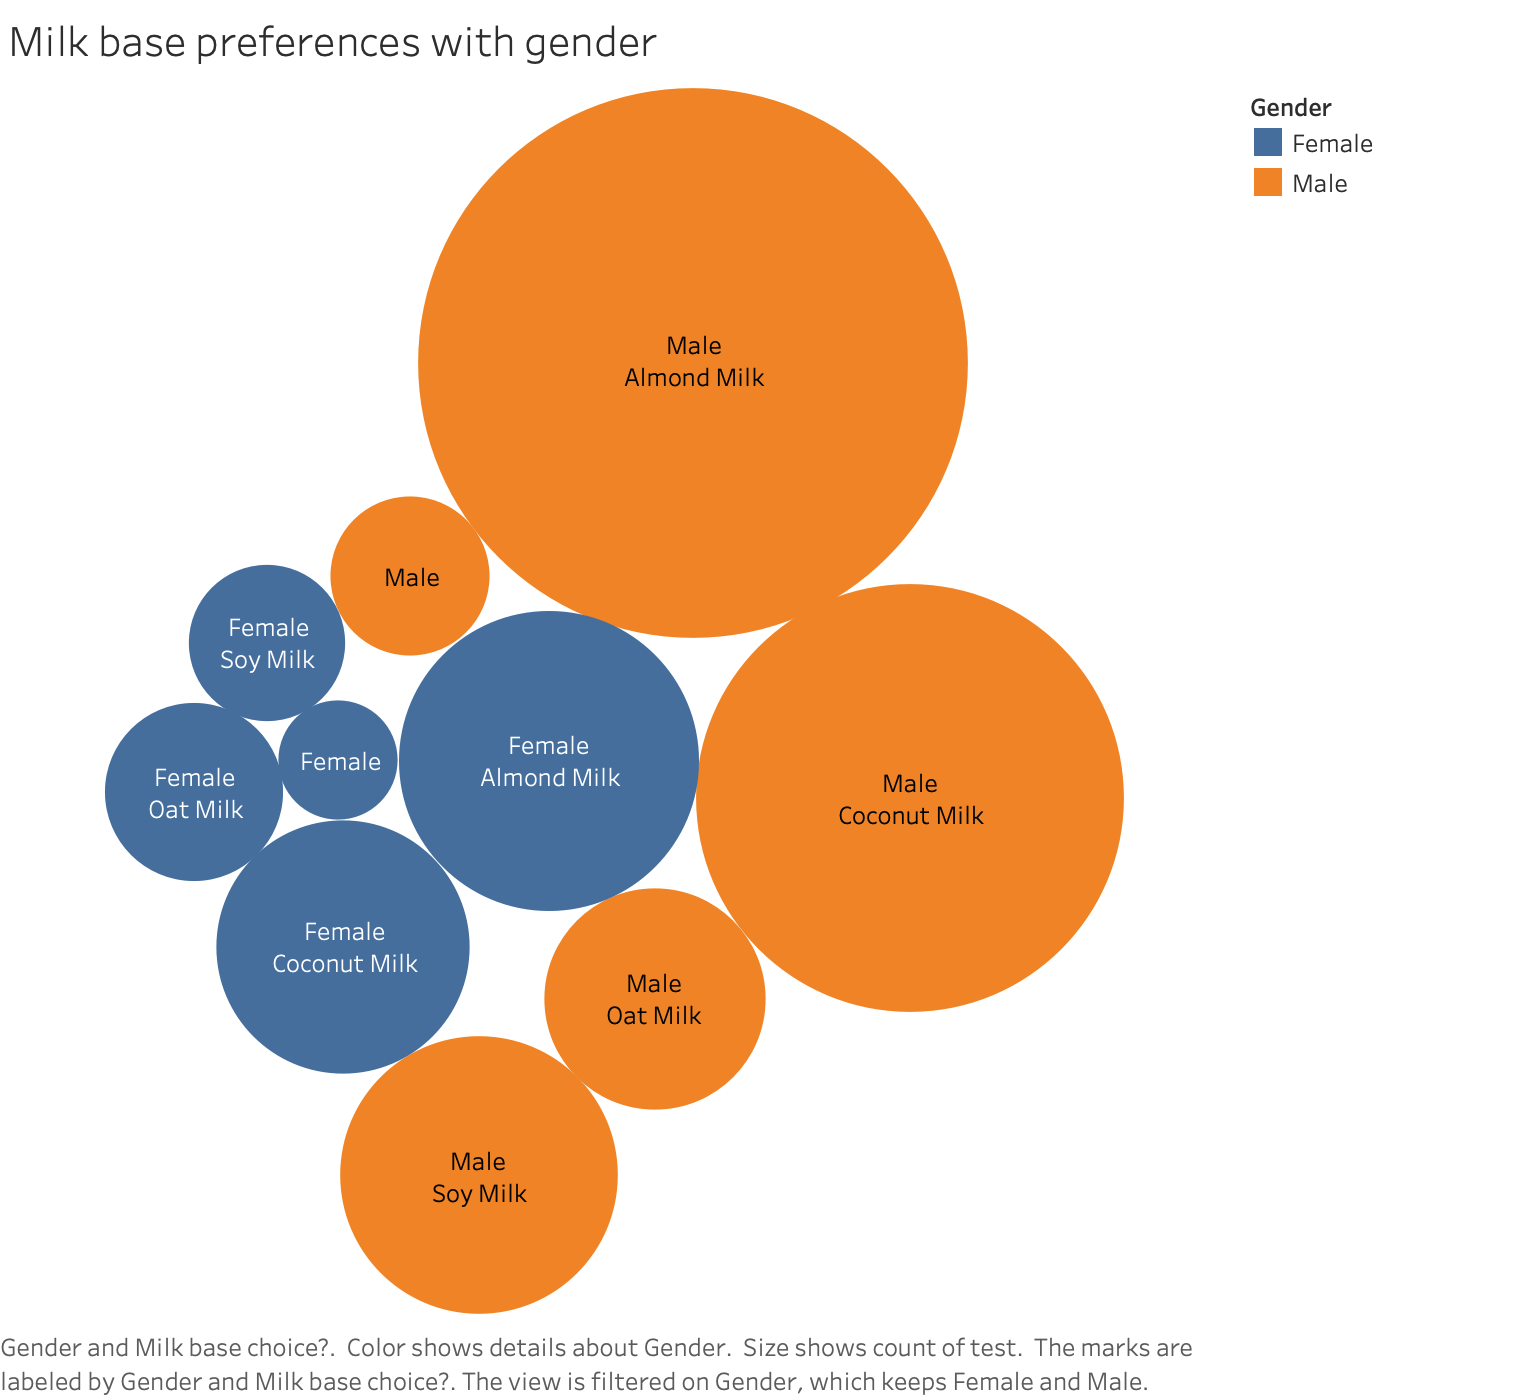 Milk base preferences with gender
Gender
Female
Male
Male
Almond Milk
Male
Female
Soy Milk
Female
Oat Milk
Female
Female
Almond Milk
Male
Coconut Milk
Female
Coconut Milk
Male
Oat Milk
Male
Soy Milk
Gender and Milk base choice?.  Color shows details about Gender.  Size shows count of test.  The marks are
labeled by Gender and Milk base choice?. The view is filtered on Gender, which keeps Female and Male.